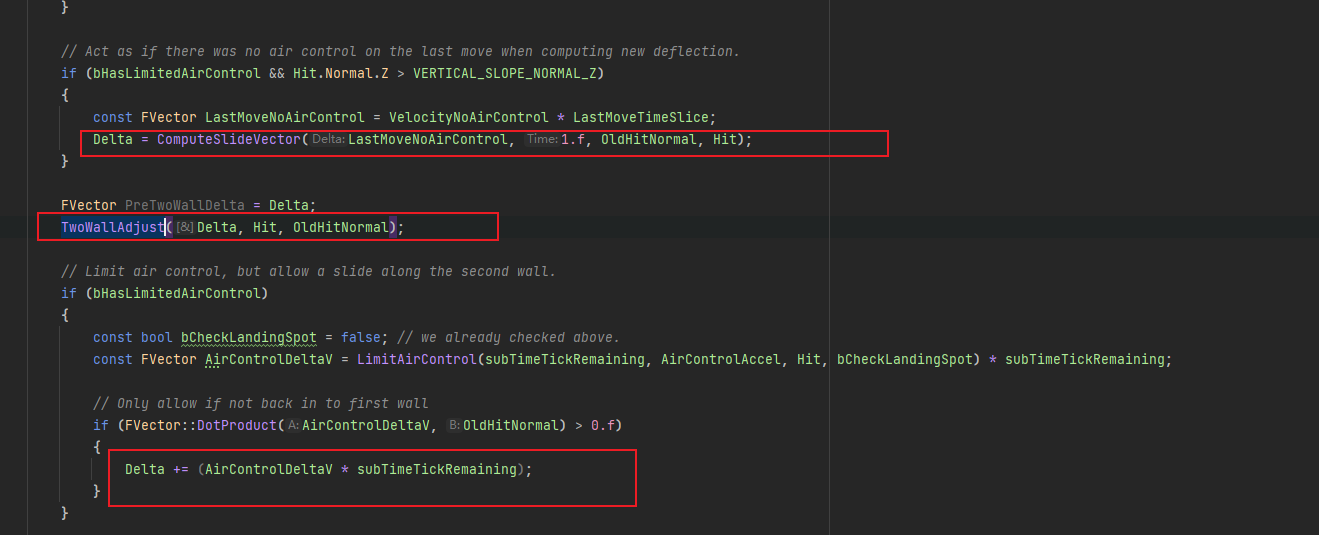 }
// Act as if there was no air control on the last move when computing new deflection.
if (bHasLimitedAirControl && Hit.Normal.Z > VERTICAL_SLOPE_NORMAL_Z)
{
const FVector LastMoveNoAirControl = VelocityNoAirControl * LastMoveTimeSlice;
Delta = ComputeSlideVector( Delta: LastMoveNoAirControl, Time: 1.f, OldHitNormal, Hit);
}
FVector PreTwoWallDelta = Delta;
TwoWallAdjust( [&] Delta, Hit, OldHitNormal);
// Limit air control, but allow a slide along the second wall.
if (bHasLimitedAirControl)
{
const bool bCheckLandingSpot = false; // we already checked above.
const FVector AirControlDeltaV = LimitAirControl(subTimeTickRemaining, AirControlAccel, Hit, bCheckLandingSpot) * subTimeTickRemaining;
// Only allow if not back in to first wall
if (FVector::DotProduct( A: AirControlDeltaV, B: OldHitNormal) > 0.f)
{
Delta += (AirControlDeltaV * subTimeTickRemaining);
}
}